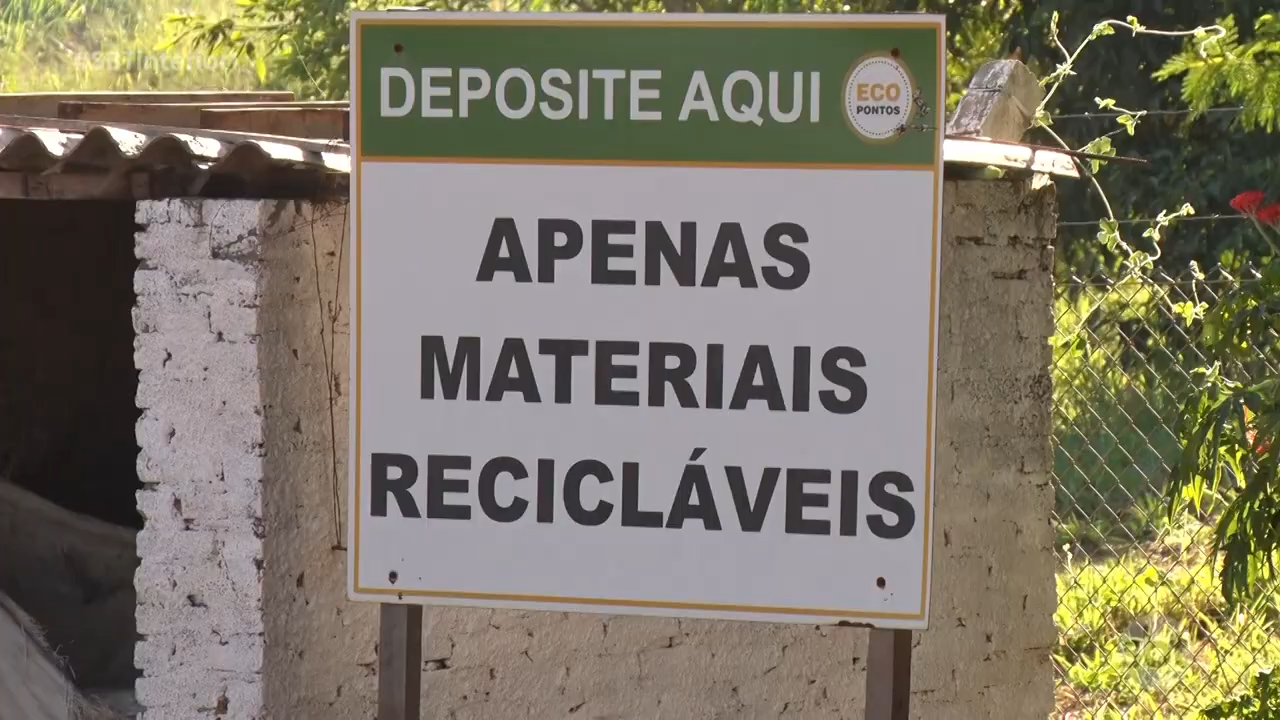 DEPOSITE AQUI
ECO
PONTOS
APENAS
MATERIAIS
RECICLÁVEIS